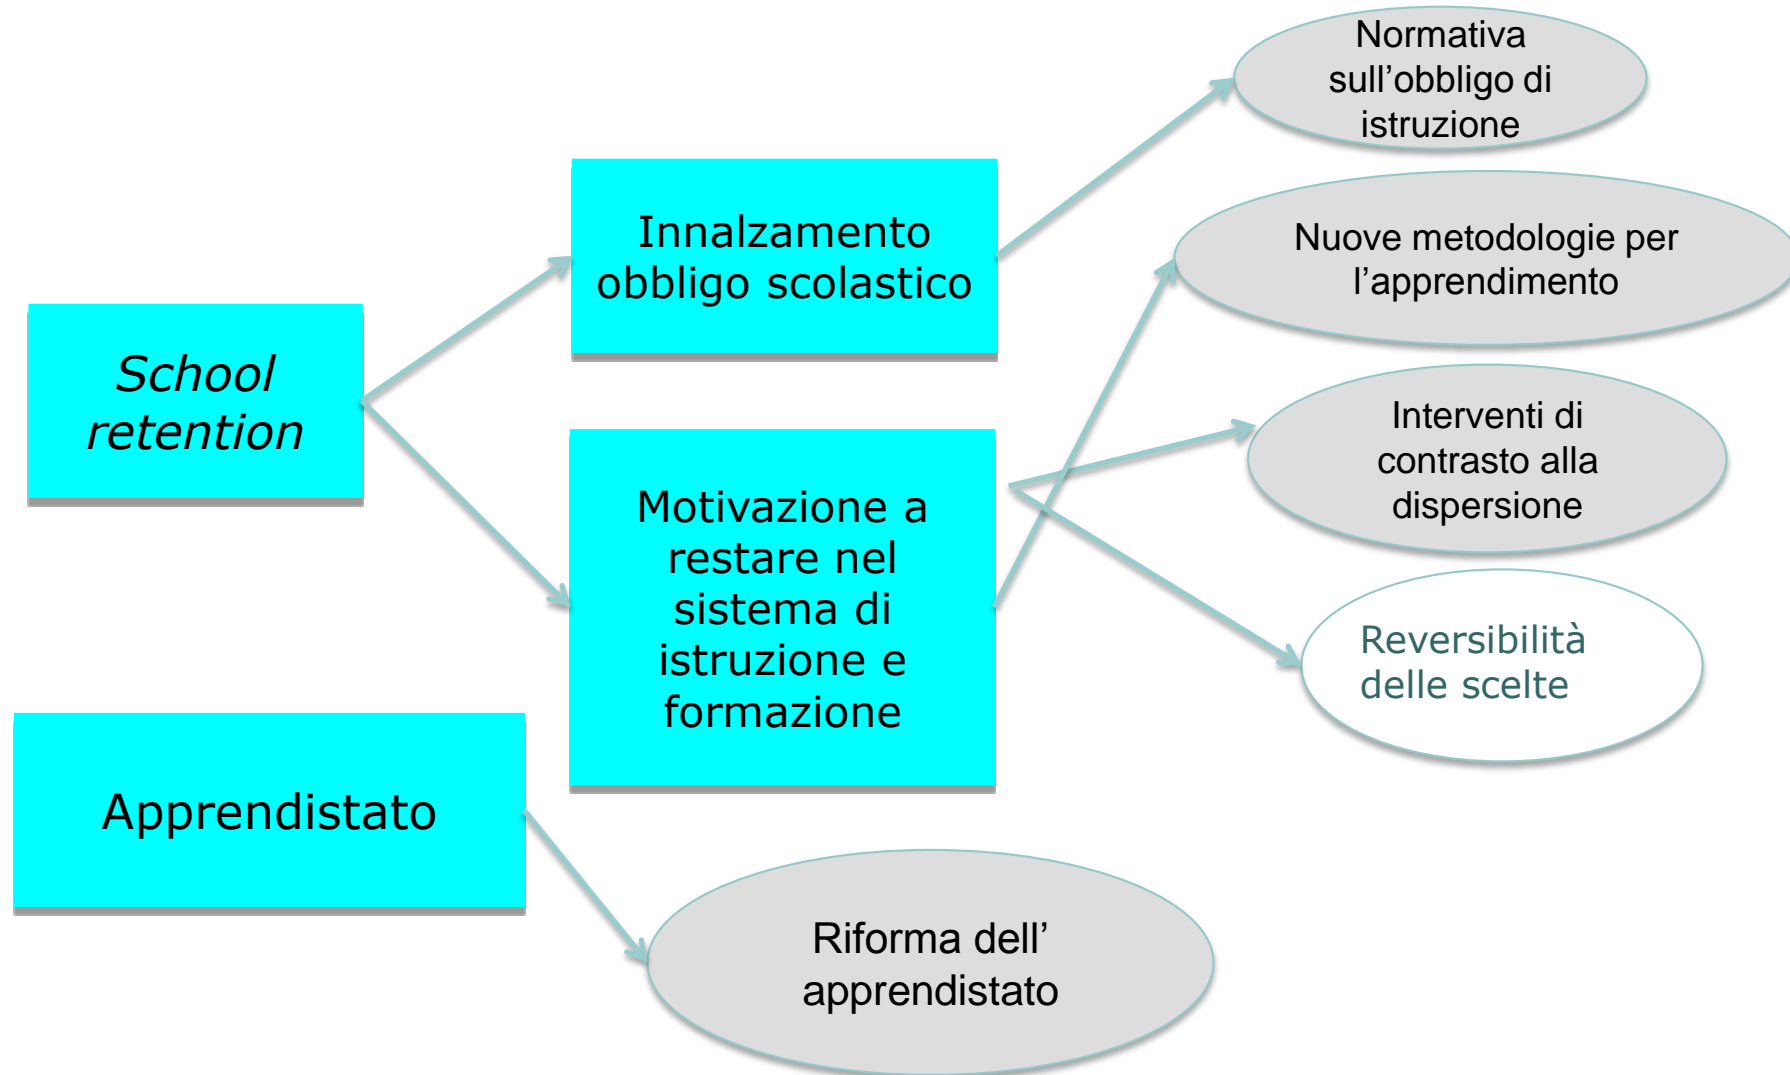 Normativa
sull’obbligo di
istruzione
Innalzamento
obbligo scolastico
Nuove metodologie per
l’apprendimento
School
retention
Interventi di
contrasto alla
dispersione
Motivazione a
restare nel
sistema di
istruzione e
formazione
Reversibilità
delle scelte
Apprendistato
Riforma dell’
apprendistato